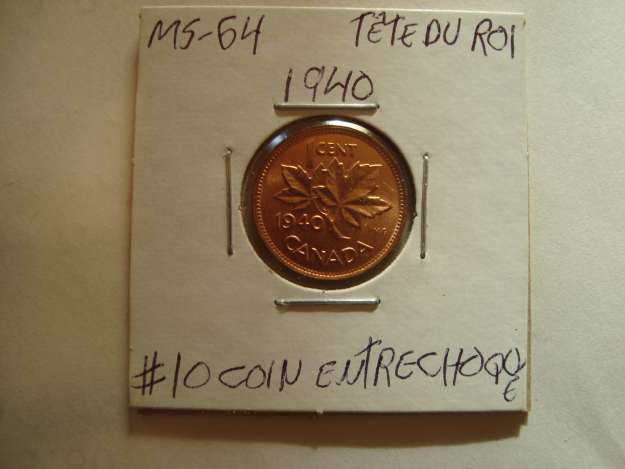 MS-64 TÊTE DU ROI
1940
1 CENT
1940
CANADA
#10 COIN ENTRECHOQUÉ